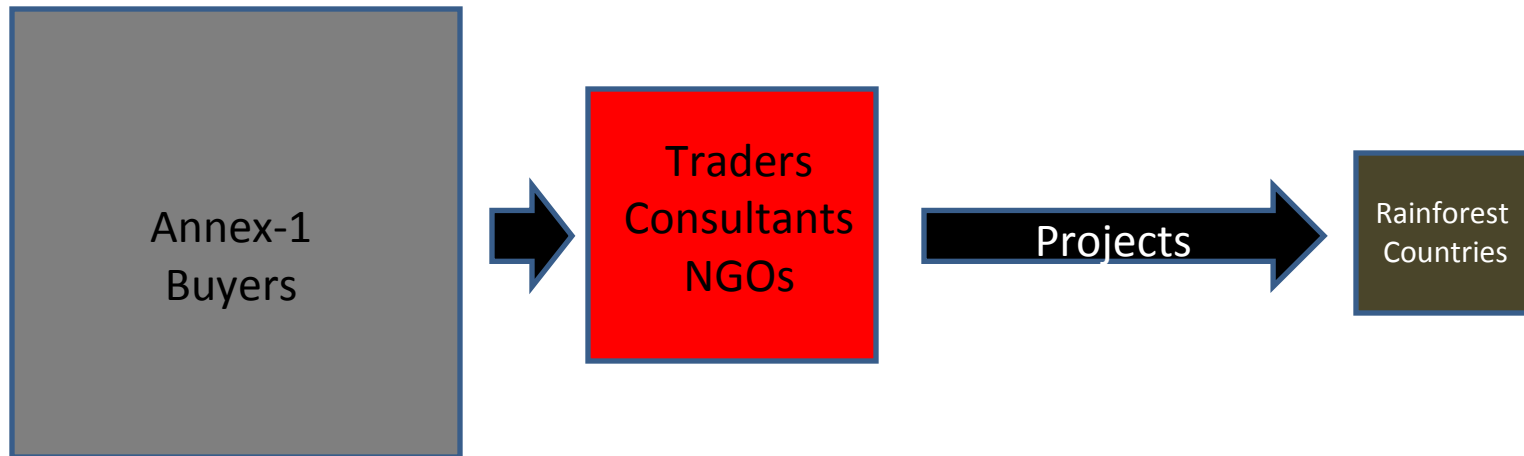 Annex-1
Buyers
Traders
Consultants
NGOs
Projects
Rainforest
Countries